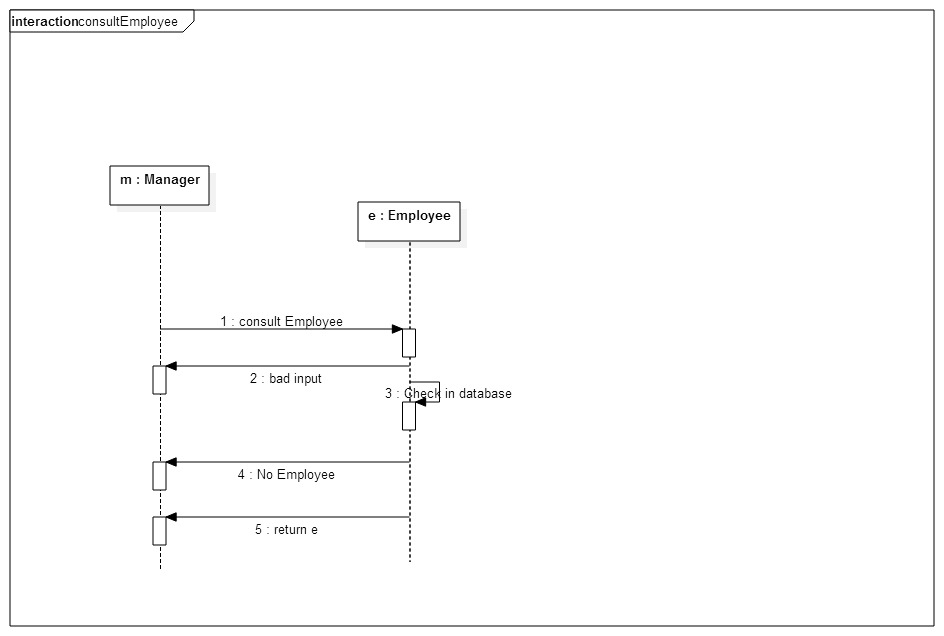 interactionconsultEmployee
m : Manager
e : Employee
1 : consult Employee
2 : bad input
3 : Check in database
4 : No Employee
5 : return e